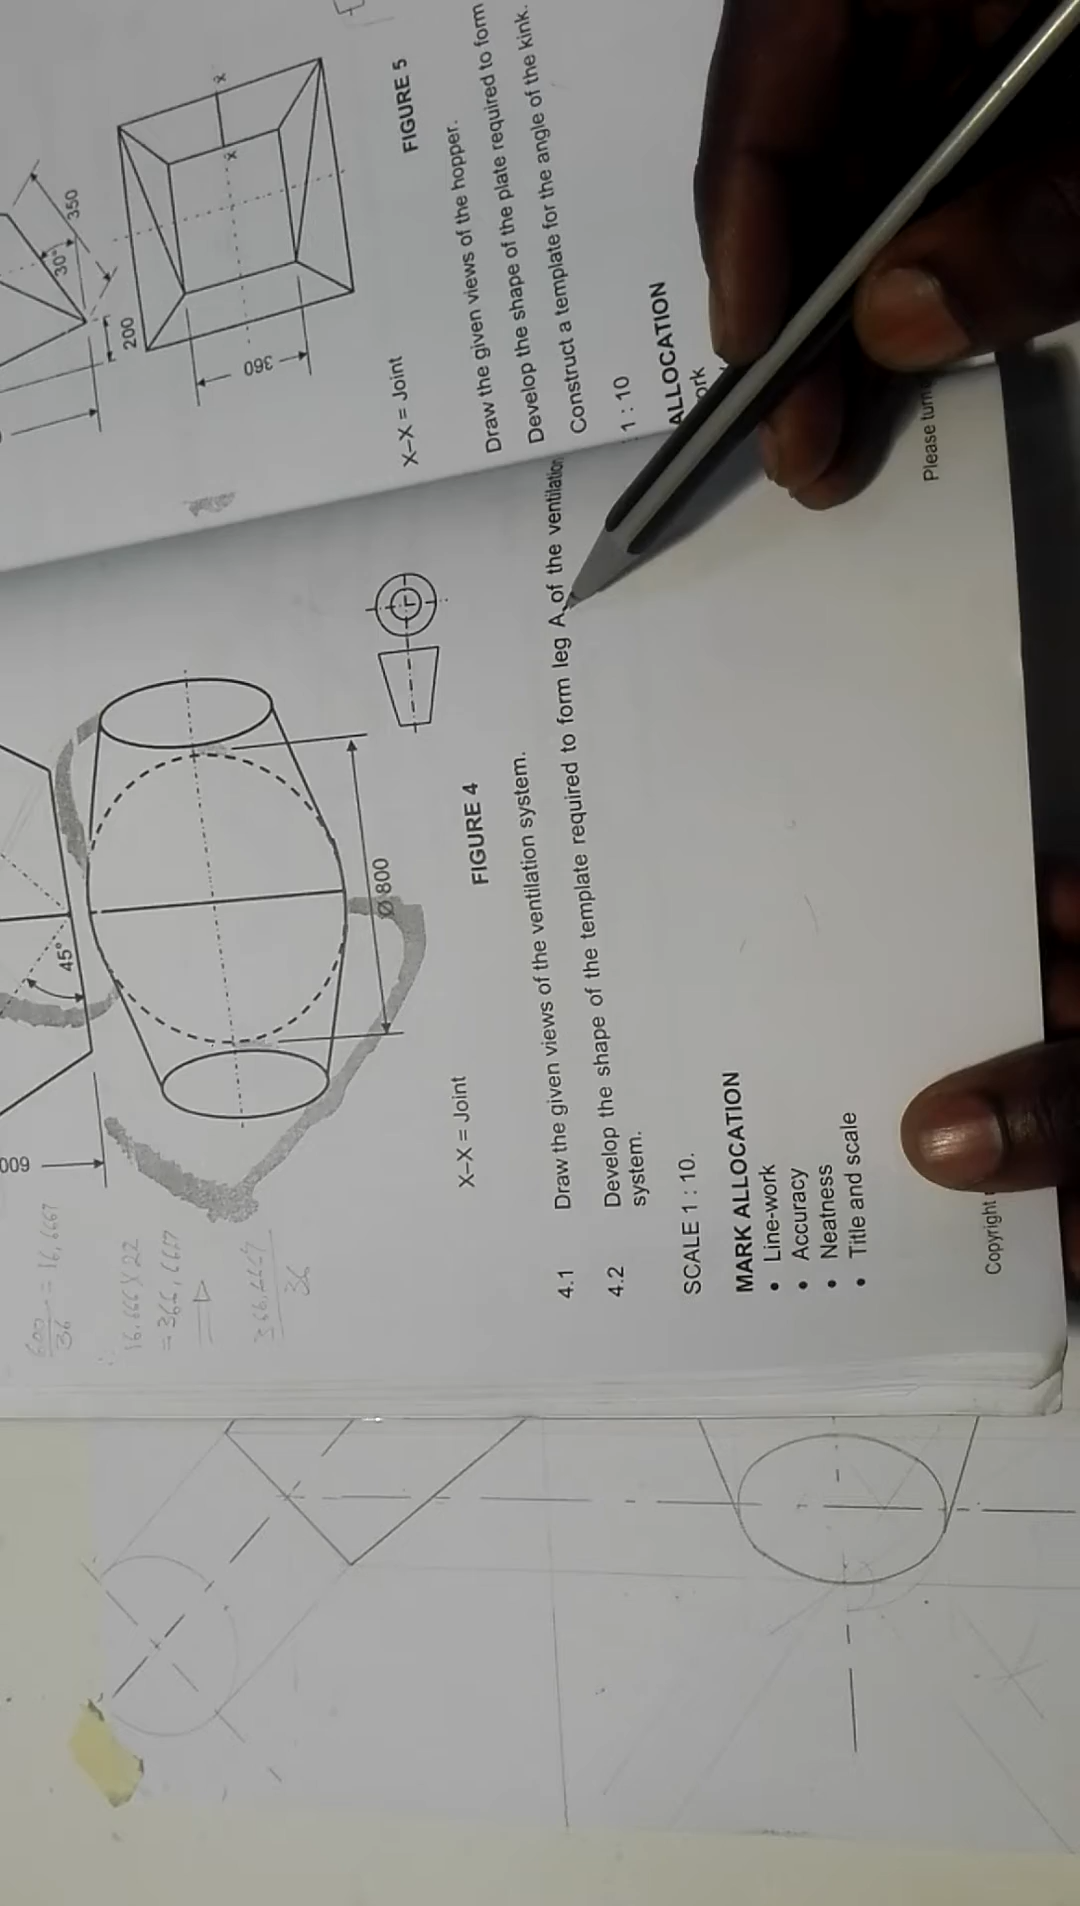 600
45°
Ø 800
X–X = Joint
FIGURE 4
4.1 Draw the given views of the ventilation system.
4.2 Develop the shape of the template required to form leg A of the ventilation
system.
SCALE 1 : 10.
MARK ALLOCATION
• Line-work
• Accuracy
• Neatness
• Title and scale
Copyright
600
36
= 16,6667
16.666 X 22
= 366,6667
366.6667
36
30°
350
200
360
X
X
X–X = Joint
FIGURE 5
Draw the given views of the hopper.
Develop the shape of the plate required to form
Construct a template for the angle of the kink.
1 : 10
ALLOCATION
ork
Please turn